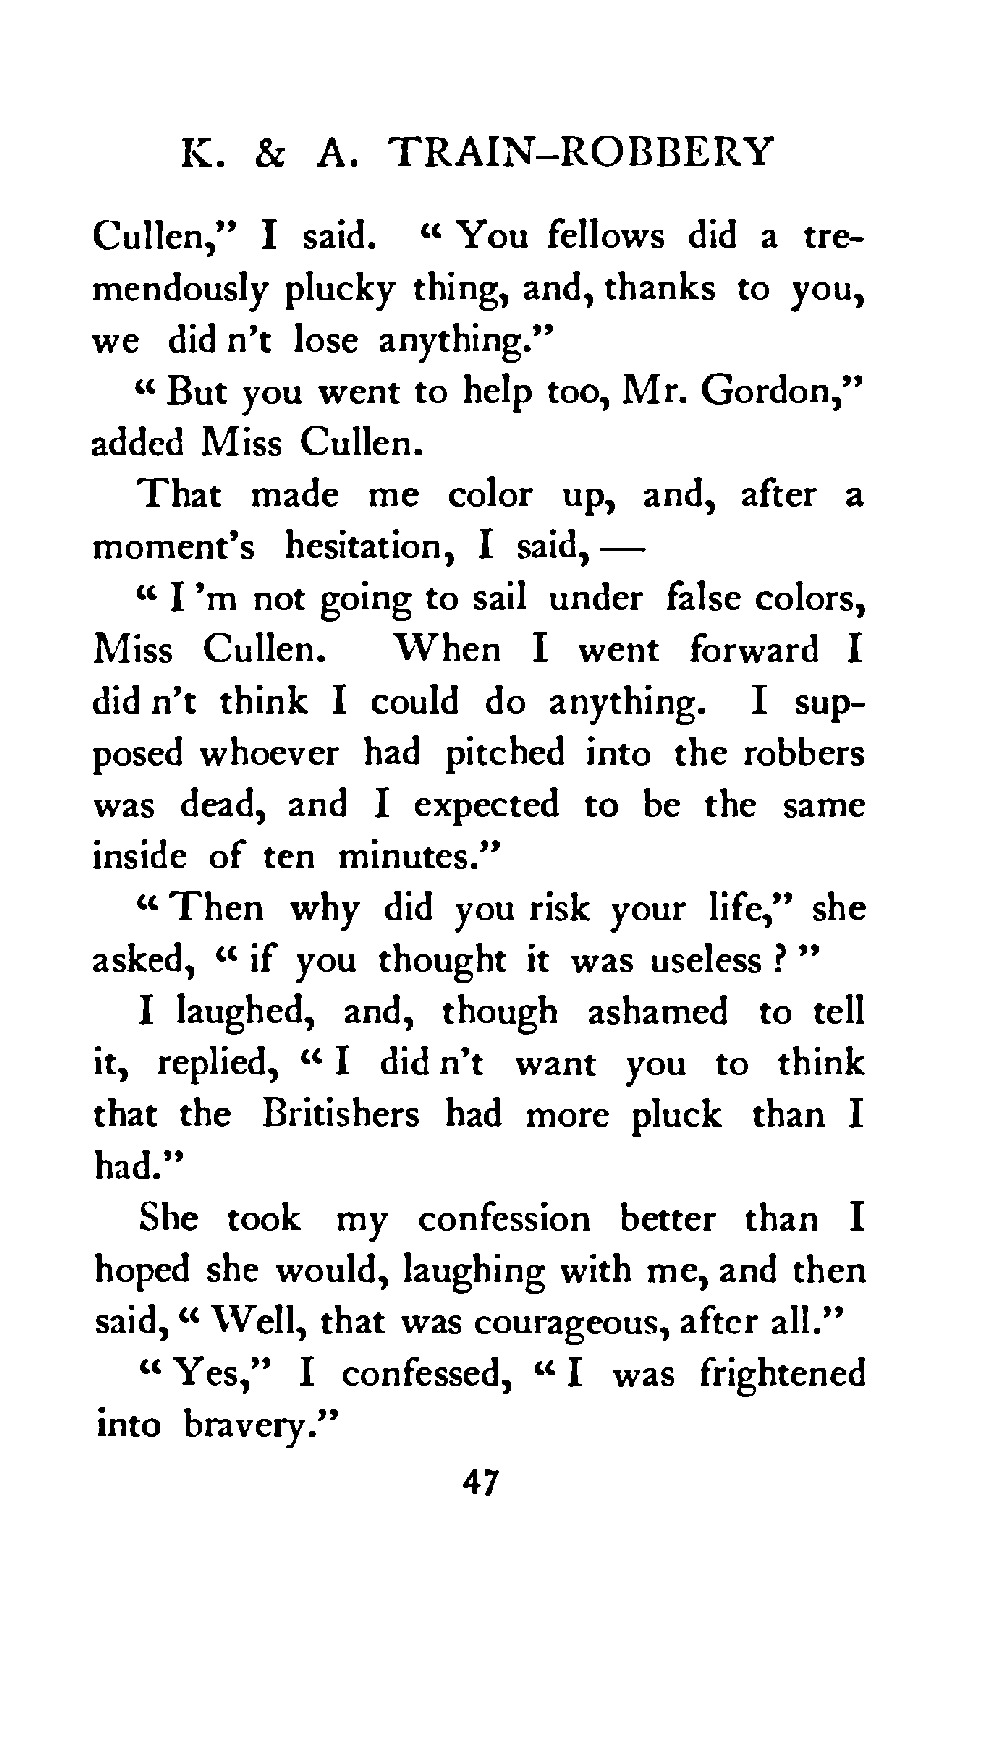 K. & A. TRAIN-ROBBERY
Cullen," I said. "You fellows did a tre-
mendously plucky thing, and, thanks to you,
we did n't lose anything."
"But you went to help too, Mr. Gordon,"
added Miss Cullen.
That made me color up, and, after a
moment's hesitation, I said,—
"I 'm not going to sail under false colors,
Miss Cullen. When I went forward I
did n't think I could do anything. I sup-
posed whoever had pitched into the robbers
was dead, and I expected to be the same
inside of ten minutes."
"Then why did you risk your life," she
asked, "if you thought it was useless?"
I laughed, and, though ashamed to tell
it, replied, "I did n't want you to think
that the Britishers had more pluck than I
had."
She took my confession better than I
hoped she would, laughing with me, and then
said, "Well, that was courageous, after all."
"Yes," I confessed, "I was frightened
into bravery."
47